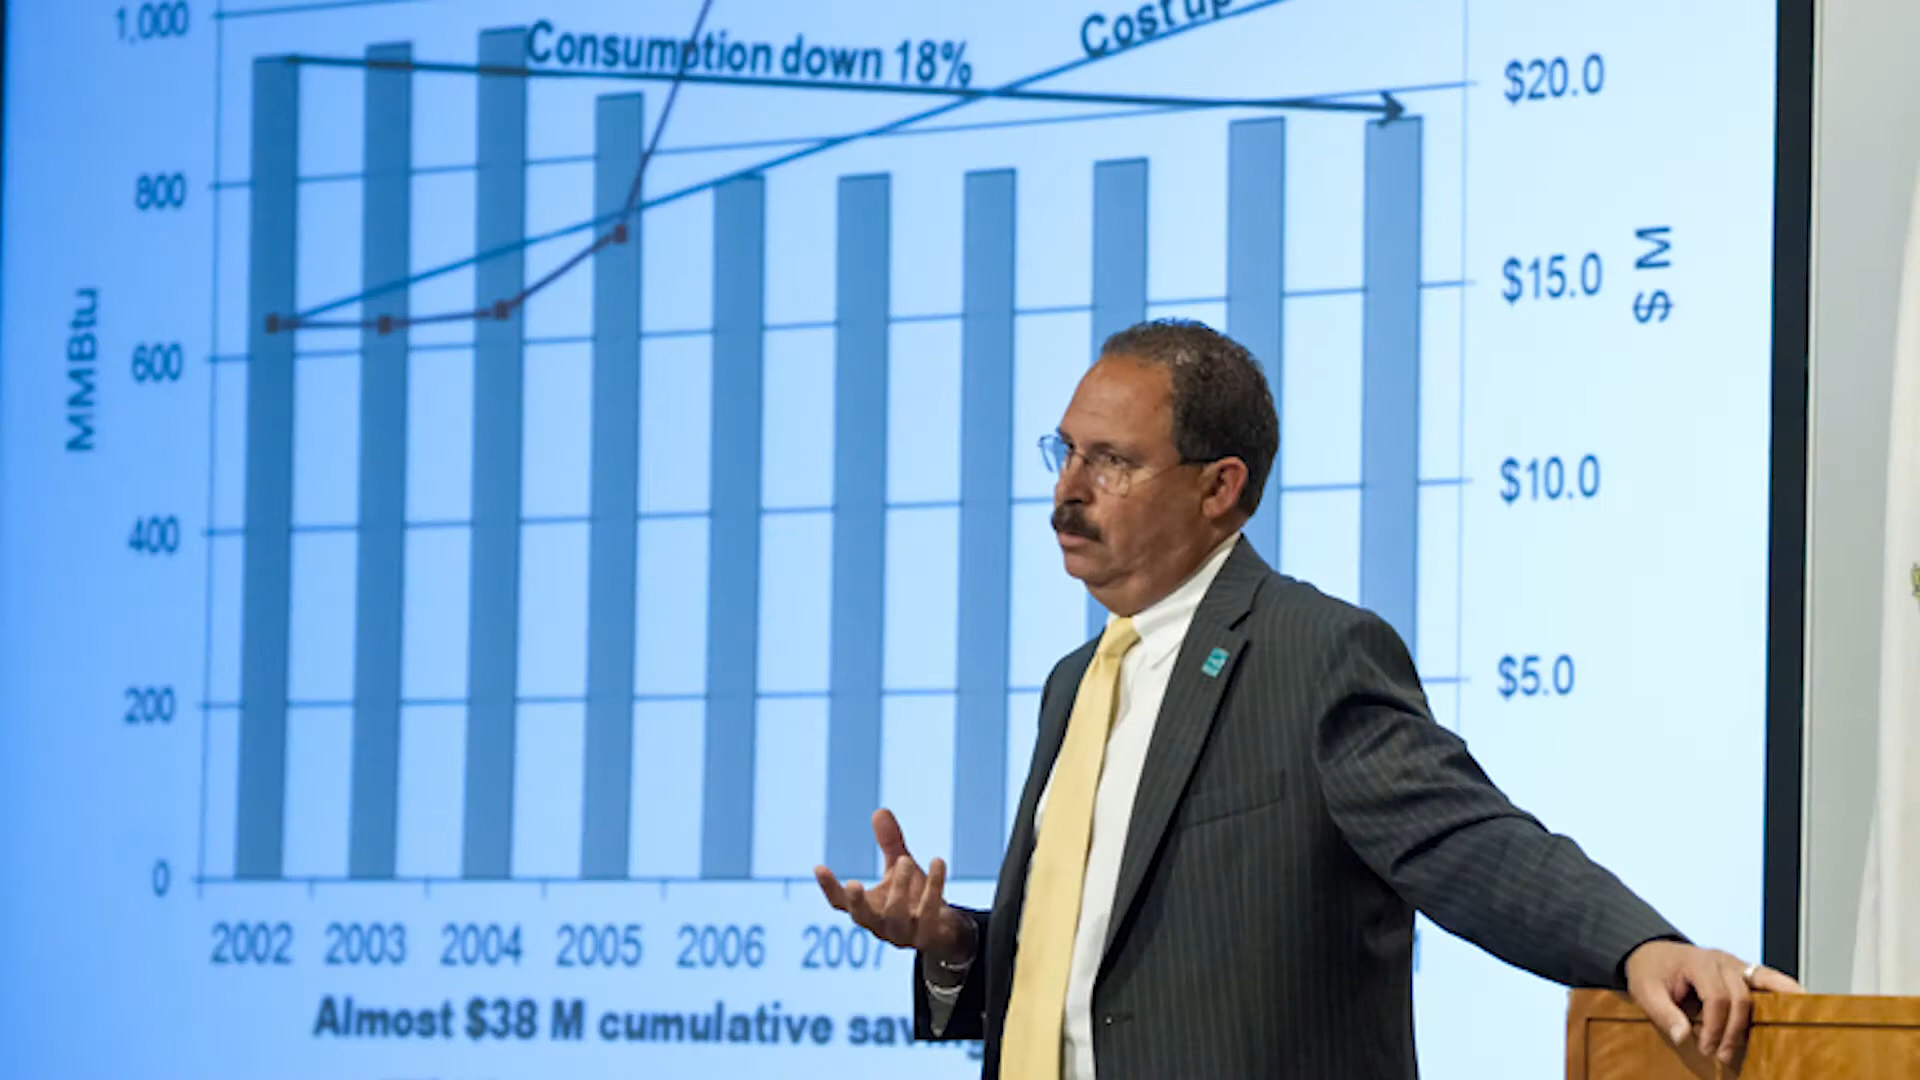 1,000
Consumption down 18%
Cost up
$20.0
800
$15.0
$ M
MMBtu
600
$10.0
400
$5.0
200
0
2002 2003 2004 2005 2006 2007
Almost $38 M cumulative